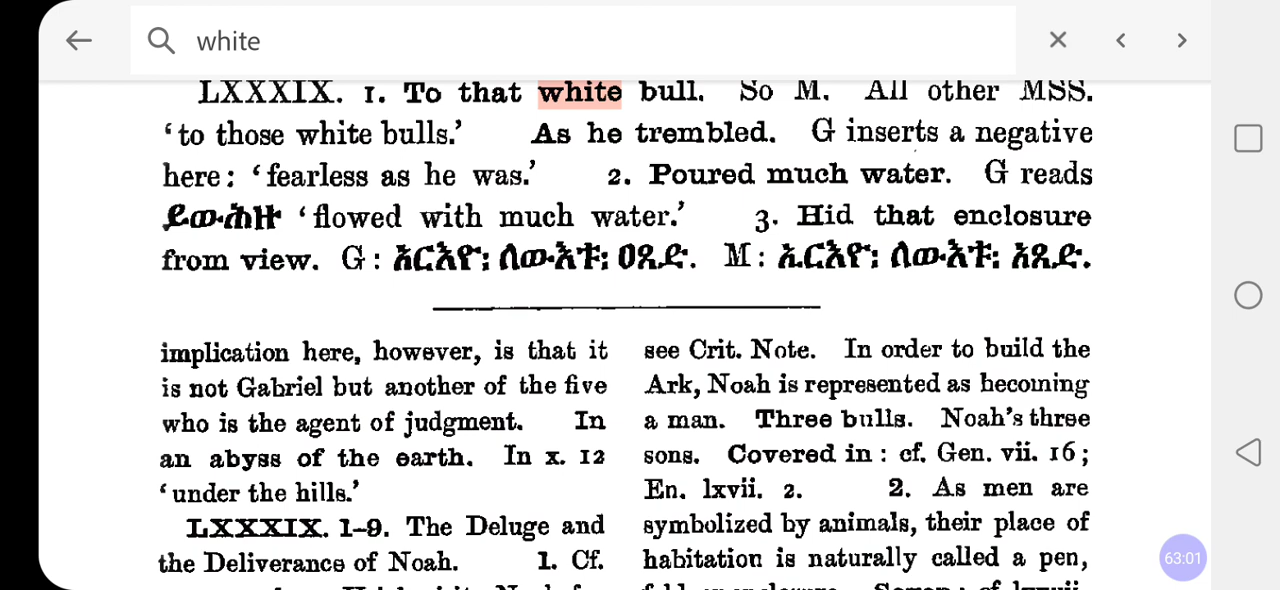 white
LXXXIX. 1. To that white bull. So M. All other MSS.
‘to those white bulls.’ As he trembled. G inserts a negative
here: ‘fearless as he was.’ 2. Poured much water. G reads
ይውሕዙ ‘flowed with much water.’ 3. Hid that enclosure
from view. G: አርእዮ፡ ለውእቱ፡ ዐጸድ. M: ኢርእዮ፡ ለውእቱ፡ አጸድ.
implication here, however, is that it
is not Gabriel but another of the five
who is the agent of judgment. In
an abyss of the earth. In x. 12
‘under the hills.’
LXXXIX. 1–9. The Deluge and
the Deliverance of Noah. 1. Cf.
see Crit. Note. In order to build the
Ark, Noah is represented as becoming
a man. Three bulls. Noah’s three
sons. Covered in: cf. Gen. vii. 16;
En. lxvii. 2. 2. As men are
symbolized by animals, their place of
habitation is naturally called a pen,
63:01